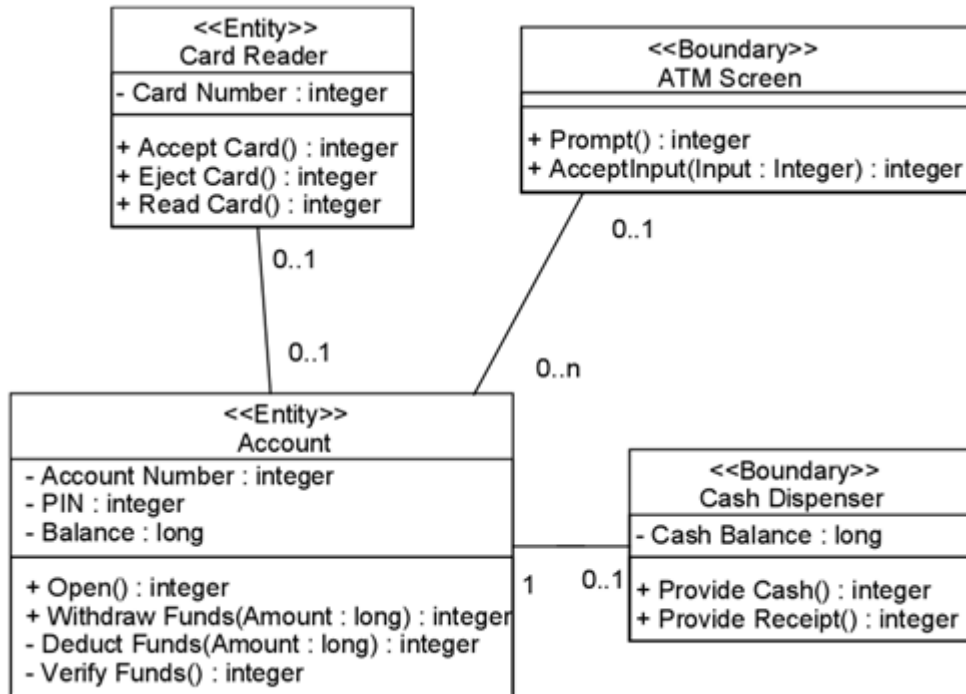 <<Entity>>
Card Reader
- Card Number : integer
+ Accept Card() : integer
+ Eject Card() : integer
+ Read Card() : integer
<<Boundary>>
ATM Screen
+ Prompt() : integer
+ AcceptInput(Input : Integer) : integer
0..1
0..1
0..1
0..n
<<Entity>>
Account
- Account Number : integer
- PIN : integer
- Balance : long
+ Open() : integer
+ Withdraw Funds(Amount : long) : integer
- Deduct Funds(Amount : long) : integer
- Verify Funds() : integer
1
0..1
<<Boundary>>
Cash Dispenser
- Cash Balance : long
+ Provide Cash() : integer
+ Provide Receipt() : integer